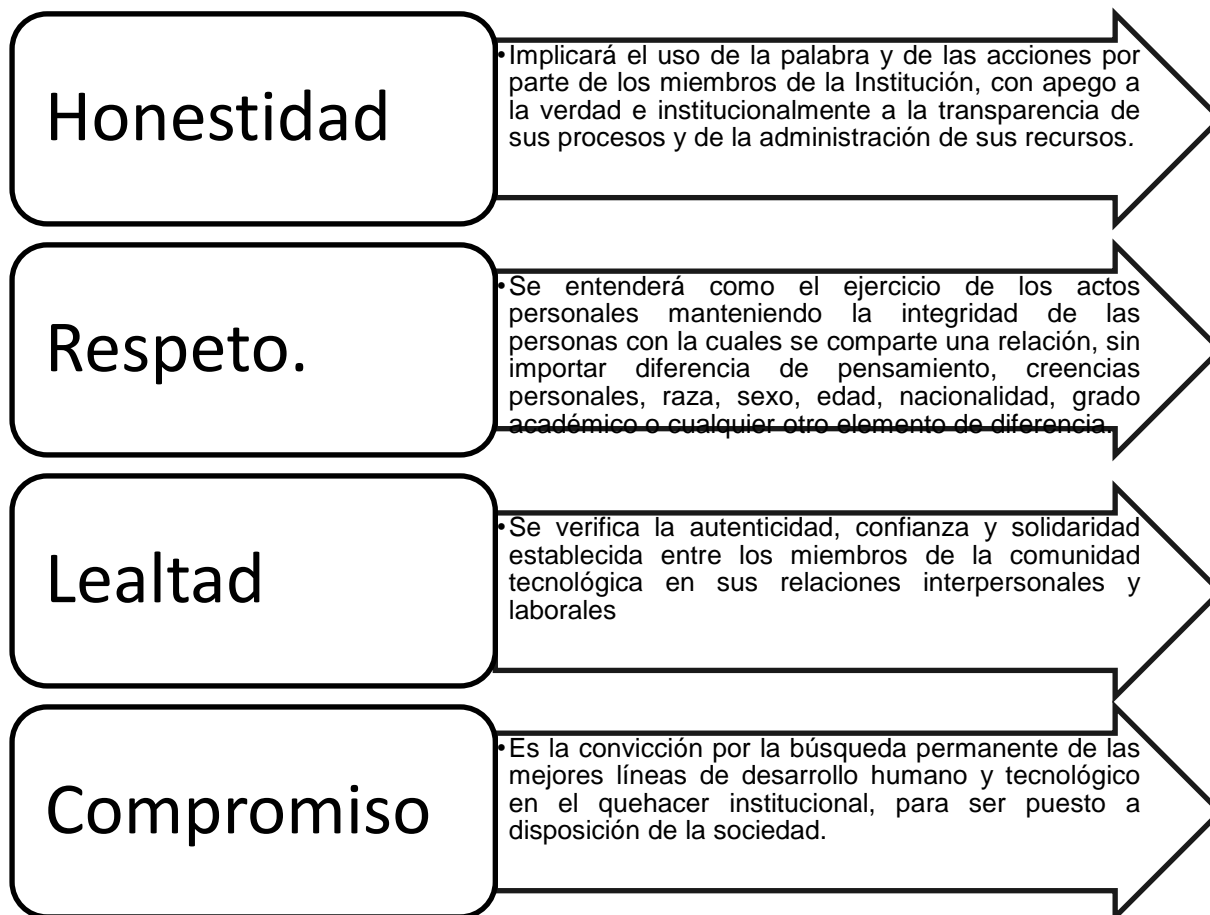 Honestidad
•Implicará el uso de la palabra y de las acciones por
parte de los miembros de la Institución, con apego a
la verdad e institucionalmente a la transparencia de
sus procesos y de la administración de sus recursos.
Respeto.
•Se entenderá como el ejercicio de los actos
personales manteniendo la integridad de las
personas con la cuales se comparte una relación, sin
importar diferencia de pensamiento, creencias
personales, raza, sexo, edad, nacionalidad, grado
académico o cualquier otro elemento de diferencia.
Lealtad
•Se verifica la autenticidad, confianza y solidaridad
establecida entre los miembros de la comunidad
tecnológica en sus relaciones interpersonales y
laborales
Compromiso
•Es la convicción por la búsqueda permanente de las
mejores líneas de desarrollo humano y tecnológico
en el quehacer institucional, para ser puesto a
disposición de la sociedad.